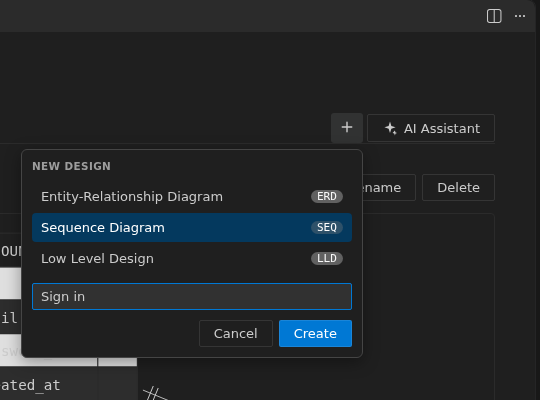 AI Assistant
NEW DESIGN
Entity-Relationship Diagram ERD
ename Delete
Sequence Diagram SEQ
Low Level Design LLD
Sign in
Cancel Create
ated_at